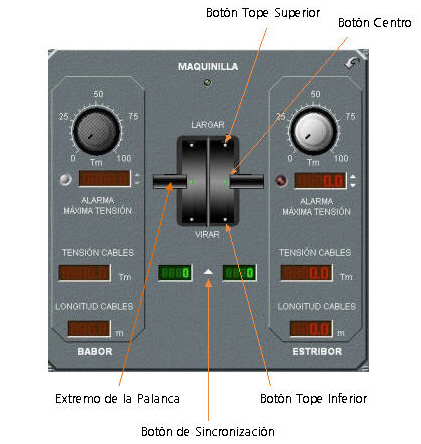 Botón Tope Superior
Botón Centro
MAQUINILLA
50
25
75
0
100
Tm
50
25
75
0
100
Tm
LARGAR
0.0
ALARMA
MÁXIMA TENSIÓN
ALARMA
MÁXIMA TENSIÓN
VIRAR
TENSIÓN CABLES
TENSIÓN CABLES
Tm
0
0
0.0
Tm
LONGITUD CABLES
LONGITUD CABLES
m
0.0
m
BABOR
ESTRIBOR
Extremo de la Palanca
Botón Tope Inferior
Botón de Sincronización